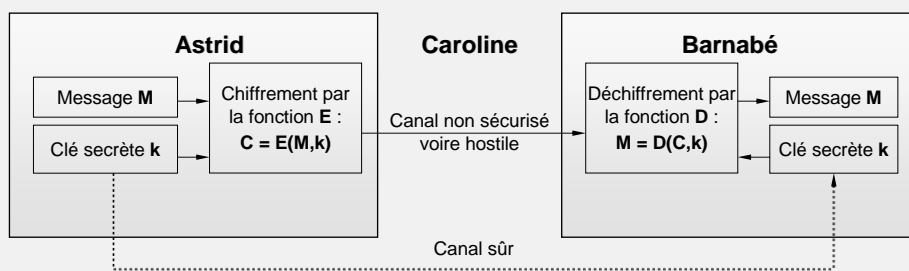 Astrid
Caroline
Barnabé
Message M
Clé secrète k
Chiffrement par
la fonction E :
C = E(M,k)
Canal non sécurisé
voire hostile
Déchiffrement par
la fonction D :
M = D(C,k)
Message M
Clé secrète k
Canal sûr